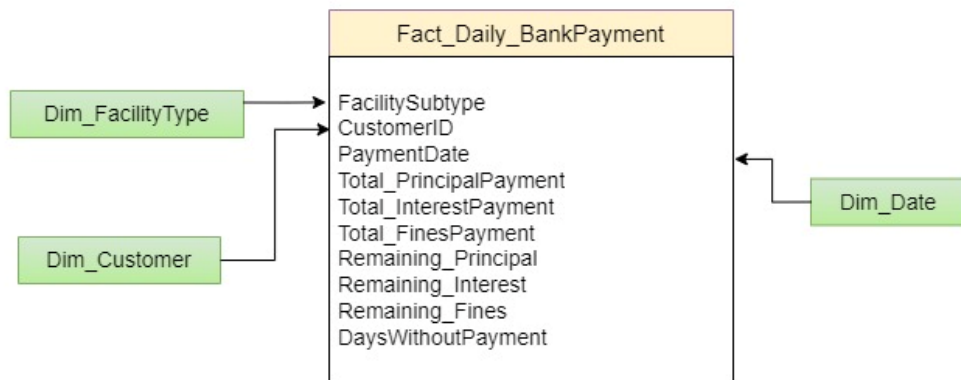 Fact_Daily_BankPayment
Dim_FacilityType
FacilitySubtype
CustomerID
PaymentDate
Total_PrincipalPayment
Total_InterestPayment
Total_FinesPayment
Remaining_Principal
Remaining_Interest
Remaining_Fines
DaysWithoutPayment
Dim_Customer
Dim_Date